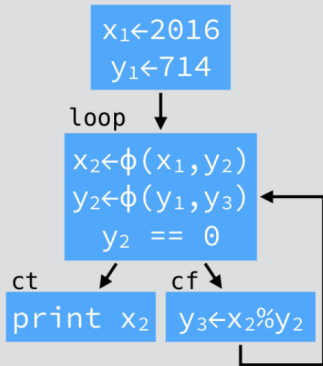 x₁←2016
y₁←714
loop
x₂←ϕ(x₁,y₂)
y₂←ϕ(y₁,y₃)
y₂ == 0
ct
cf
print x₂
y₃←x₂%y₂